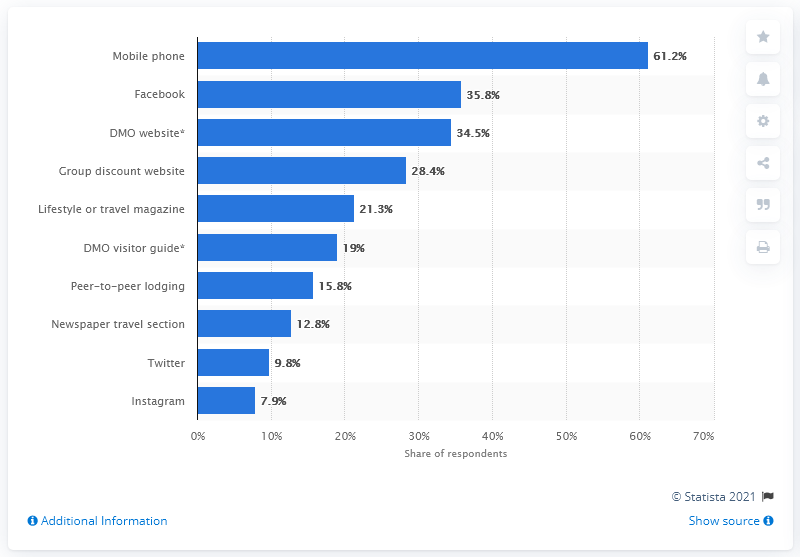 Mobile phone 61.2%
Facebook 35.8%
DMO website* 34.5%
Group discount website 28.4%
Lifestyle or travel magazine 21.3%
DMO visitor guide* 19%
Peer-to-peer lodging 15.8%
Newspaper travel section 12.8%
Twitter 9.8%
Instagram 7.9%
0% 10% 20% 30% 40% 50% 60% 70%
Share of respondents
© Statista 2021
Additional Information Show source